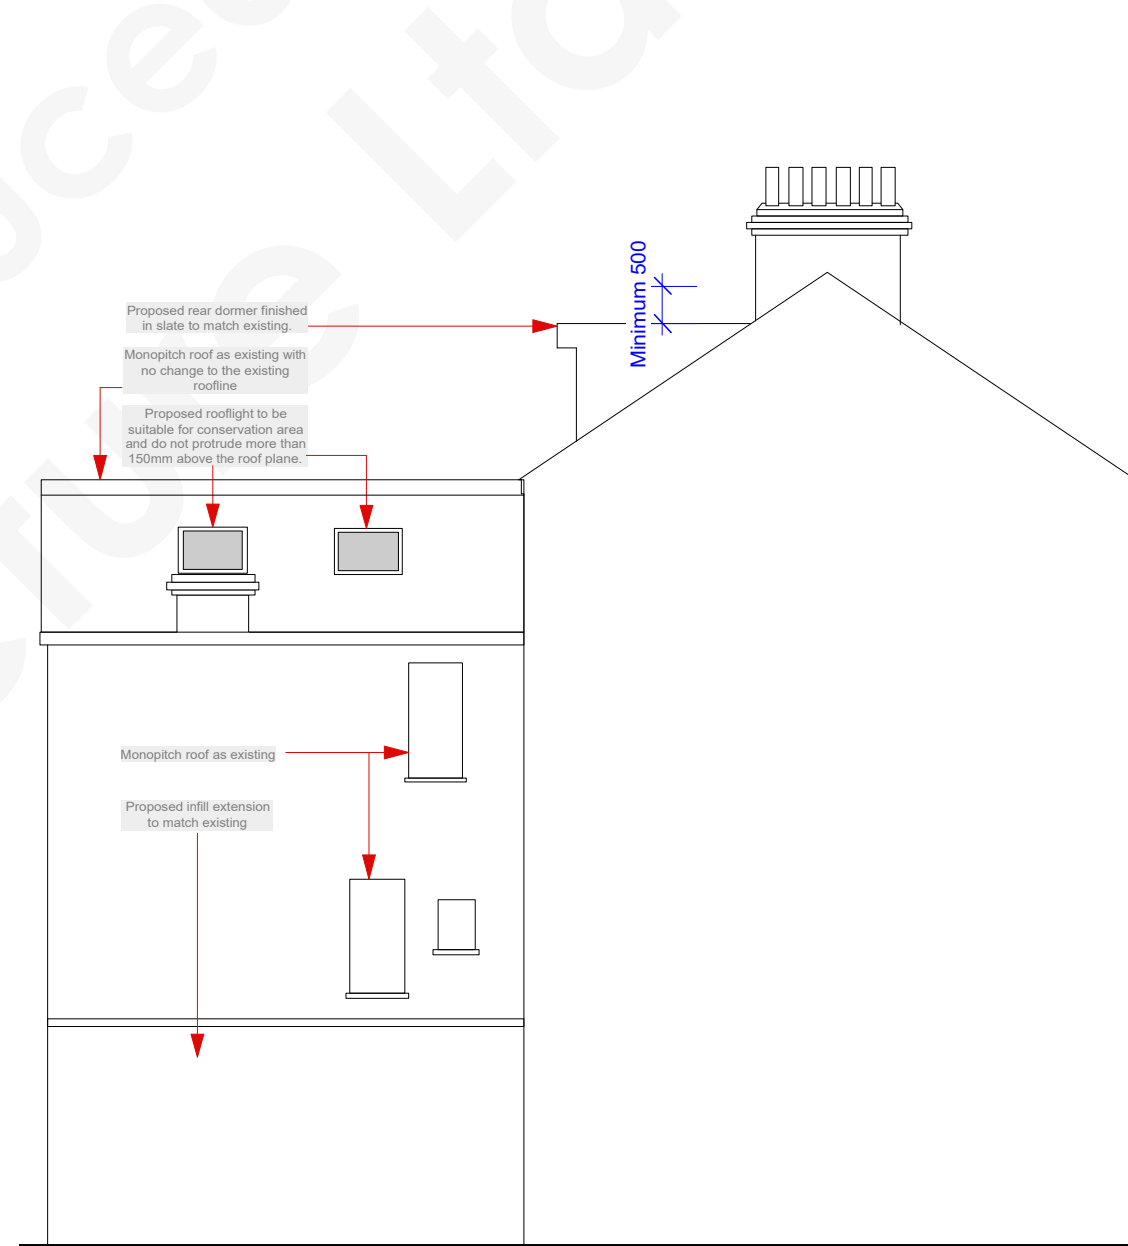 Minimum 500
Proposed rear dormer finished
in slate to match existing.
Monopitch roof as existing with
no change to the existing
roofline
Proposed rooflight to be
suitable for conservation area
and do not protrude more than
150mm above the roof plane.
Monopitch roof as existing
Proposed infill extension
to match existing
Ltd